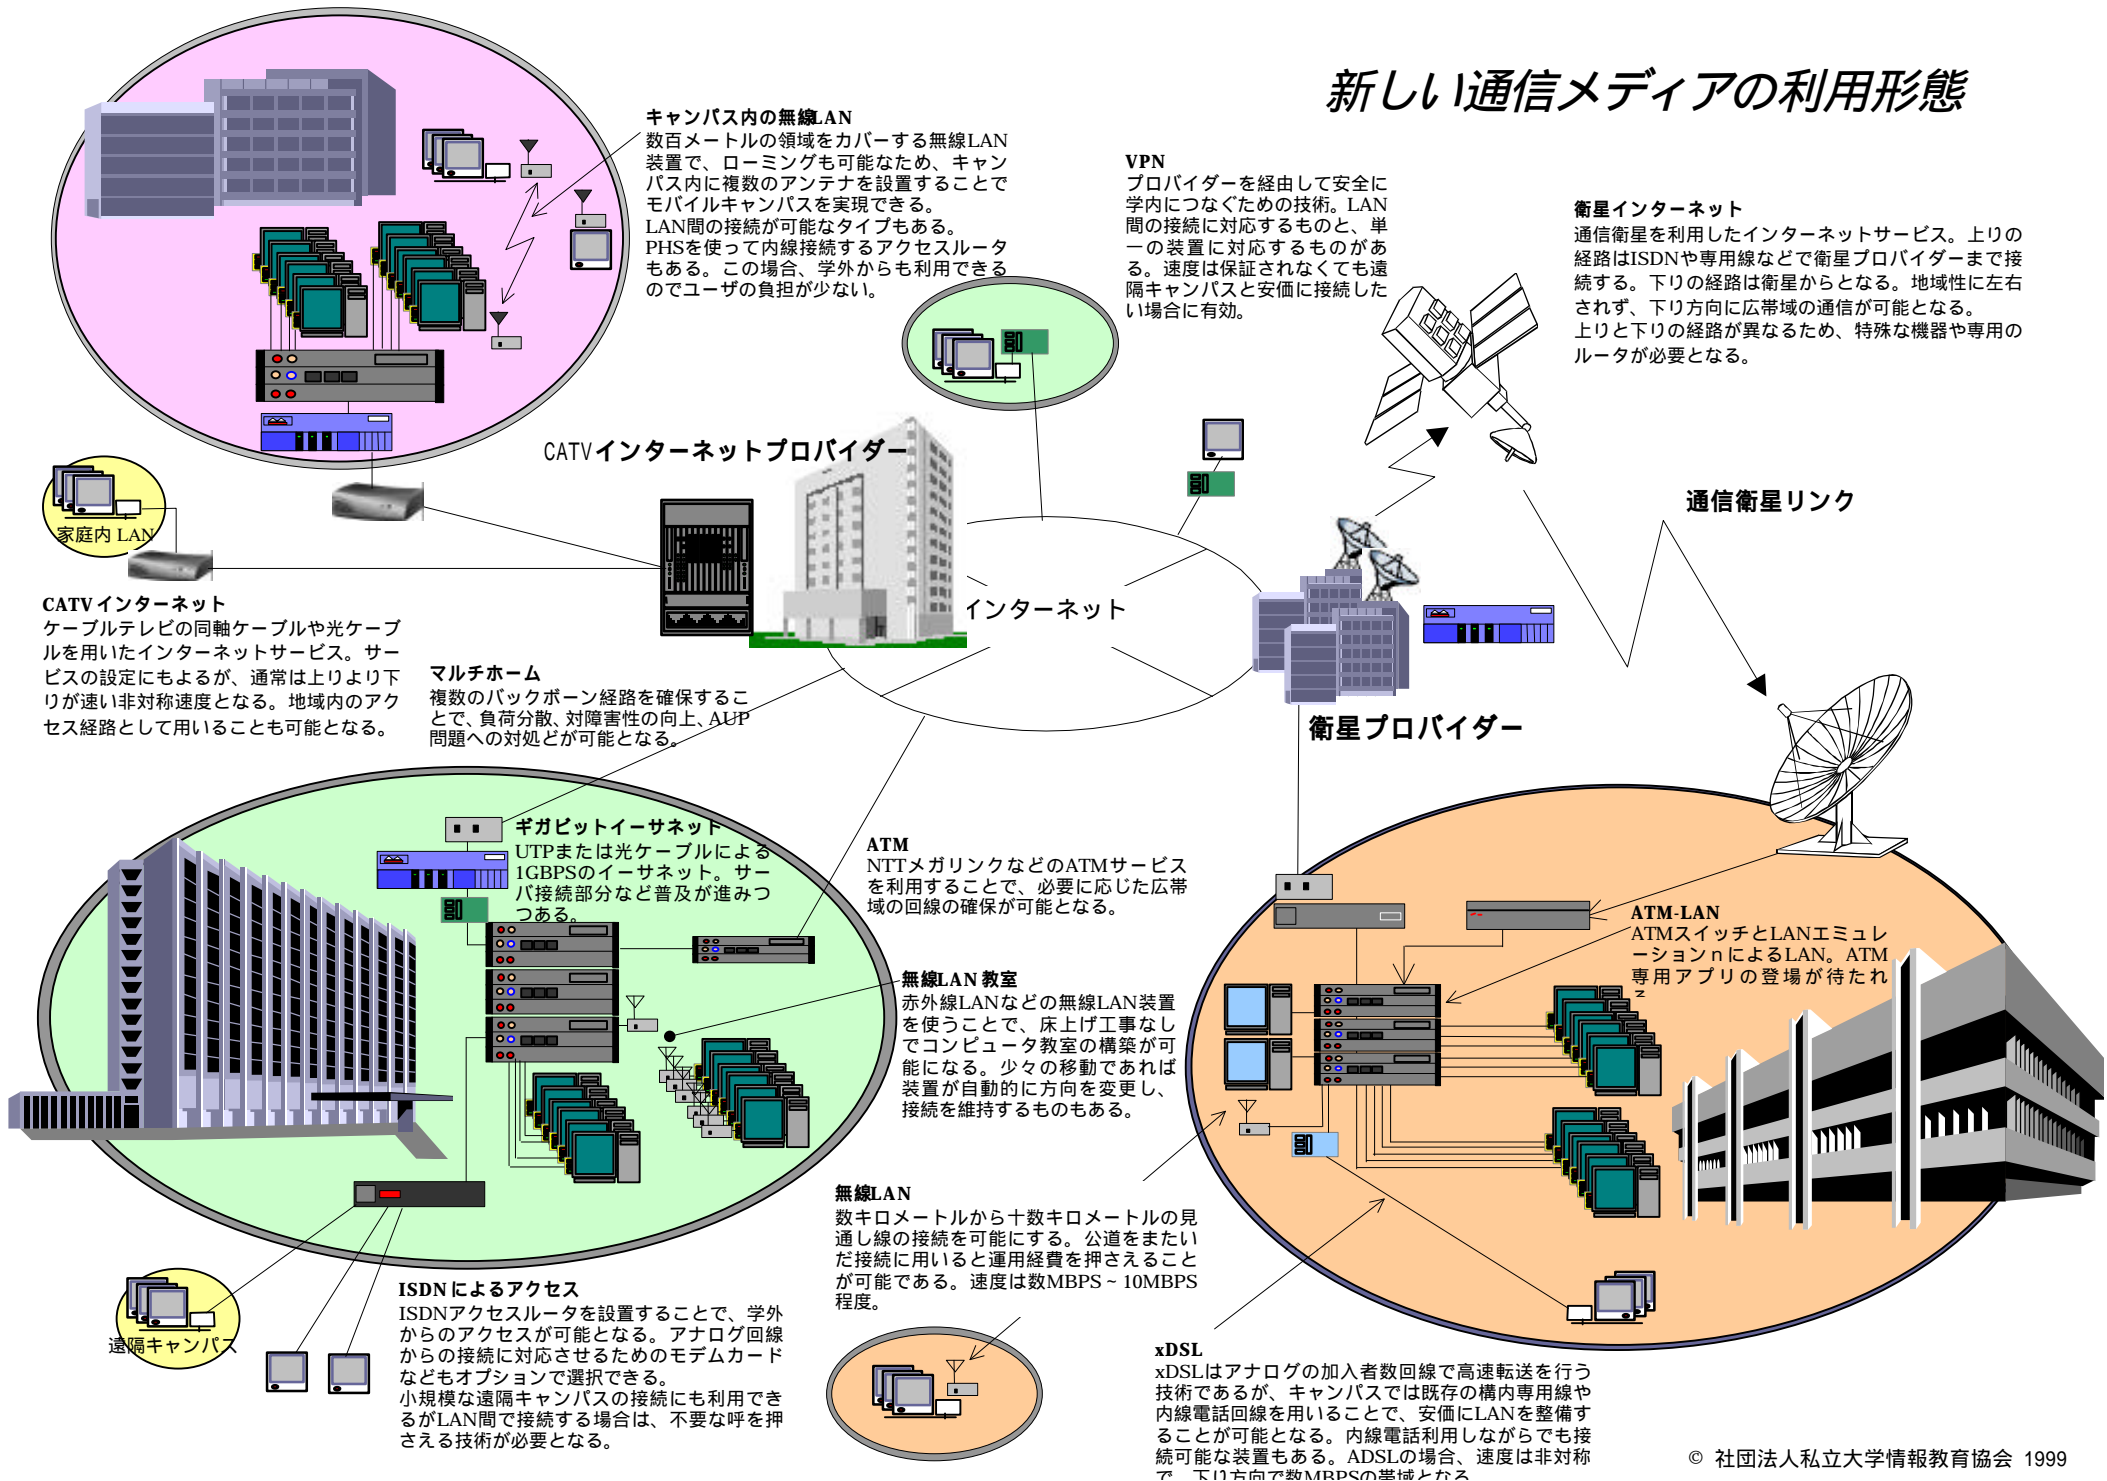 新しい通信メディアの利用形態
キャンパス内の無線LAN
数百メートルの領域をカバーする無線LAN
装置で、ローミングも可能なため、キャン
パス内に複数のアンテナを設置することで
モバイルキャンパスを実現できる。
LAN間の接続が可能なタイプもある。
PHSを使って内線接続するアクセスルータ
もある。この場合、学外からも利用できる
のでユーザの負担が少ない。
VPN
プロバイダーを経由して安全に
学内につなぐための技術。LAN
間の接続に対応するものと、単
一の装置に対応するものがあ
る。速度は保証されなくても遠
隔キャンパスと安価に接続した
い場合に有効。
衛星インターネット
通信衛星を利用したインターネットサービス。上りの
経路はISDNや専用線などで衛星プロバイダーまで接
続する。下りの経路は衛星からとなる。地域性に左右
されず、下り方向に広帯域の通信が可能となる。
上りと下りの経路が異なるため、特殊な機器や専用の
ルータが必要となる。
CATVインターネットプロバイダー
通信衛星リンク
家庭内 LAN
インターネット
CATVインターネット
ケーブルテレビの同軸ケーブルや光ケーブ
ルを用いたインターネットサービス。サー
ビスの設定にもよるが、通常は上りより下
りが速い非対称速度となる。地域内のアク
セス経路として用いることも可能となる。
マルチホーム
複数のバックボーン経路を確保するこ
とで、負荷分散、対障害性の向上、AUP
問題への対処どが可能となる。
衛星プロバイダー
ギガビットイーサネット
UTPまたは光ケーブルによる
1GBPSのイーサネット。サー
バ接続部分など普及が進みつ
つある。
ATM
NTTメガリンクなどのATMサービス
を利用することで、必要に応じた広帯
域の回線の確保が可能となる。
ATM-LAN
ATMスイッチとLANエミュレ
ーションｎによるLAN。ATM
専用アプリの登場が待たれ
無線LAN 教室
赤外線LANなどの無線LAN装置
を使うことで、床上げ工事なし
でコンピュータ教室の構築が可
能になる。少々の移動であれば
装置が自動的に方向を変更し、
接続を維持するものもある。
無線LAN
数キロメートルから十数キロメートルの見
通し線の接続を可能にする。公道をまたい
だ接続に用いると運用経費を押さえること
が可能である。速度は数MBPS～10MBPS
程度。
遠隔キャンパス
ISDNによるアクセス
ISDNアクセスルータを設置することで、学外
からのアクセスが可能となる。アナログ回線
からの接続に対応させるためのモデムカード
などもオプションで選択できる。
小規模な遠隔キャンパスの接続にも利用でき
るがLAN間で接続する場合は、不要な呼を押
さえる技術が必要となる。
xDSL
xDSLはアナログの加入者数回線で高速転送を行う
技術であるが、キャンパスでは既存の構内専用線や
内線電話回線を用いることで、安価にLANを整備す
ることが可能となる。内線電話利用しながらでも接
続可能な装置もある。ADSLの場合、速度は非対称
で、下り方向で数MBPSの帯域となる
© 社団法人私立大学情報教育協会 1999